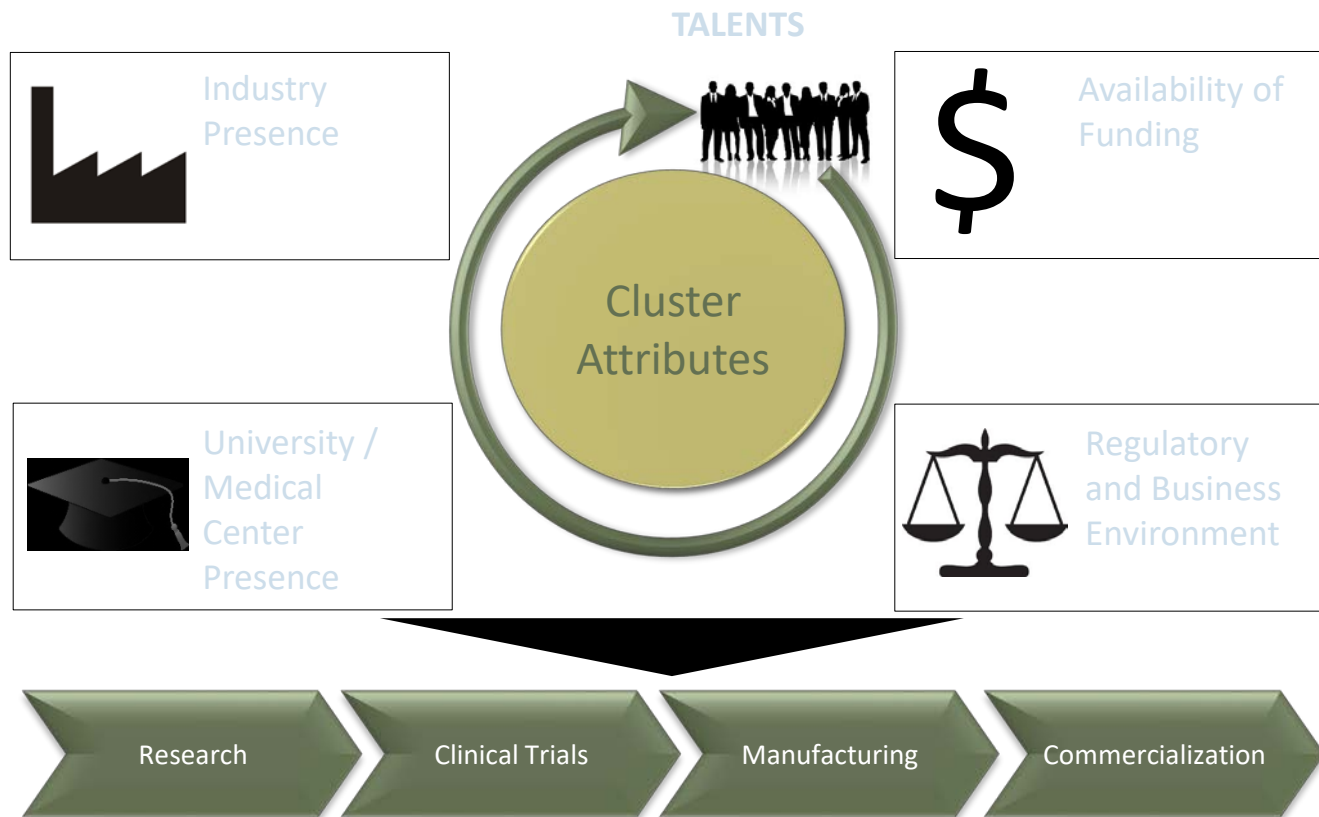 TALENTS
Industry
Presence
$
Availability of
Funding
Cluster
Attributes
University /
Medical
Center
Presence
Regulatory
and Business
Environment
Research
Clinical Trials
Manufacturing
Commercialization